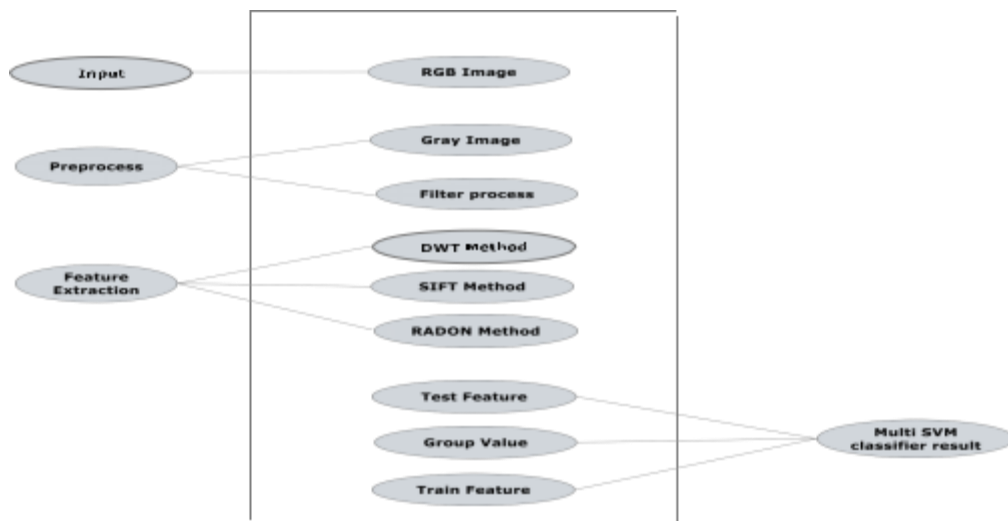 Input
RGB Image
Preprocess
Gray Image
Filter process
Feature
Extraction
DWT Method
SIFT Method
RADON Method
Test Feature
Group Value
Train Feature
Multi SVM
classifier result